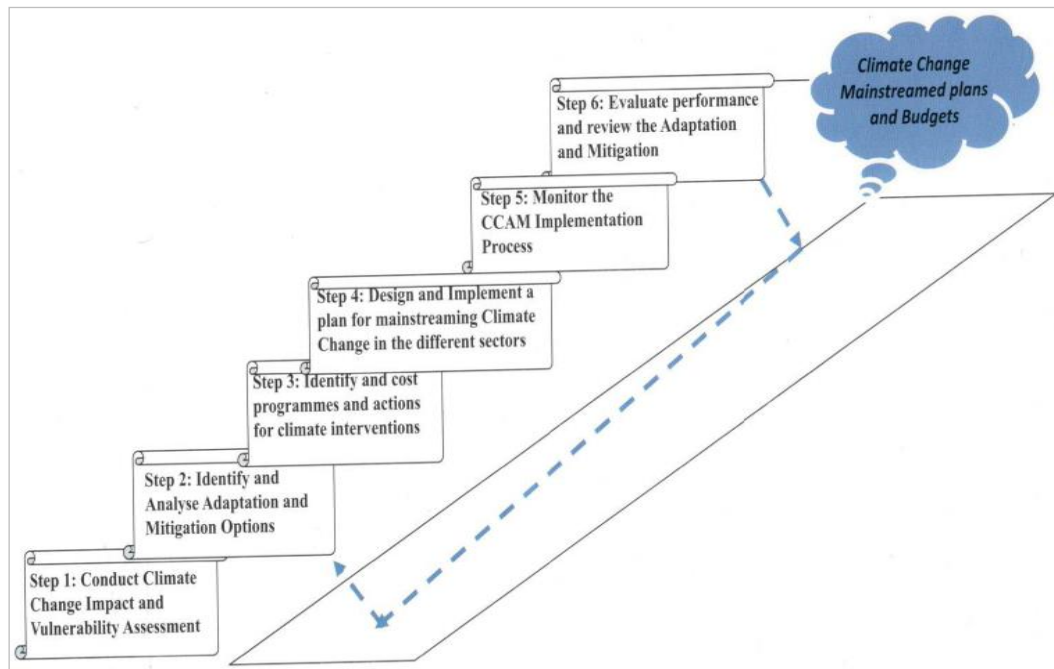 Climate Change
Mainstreamed plans
and Budgets
Step 6: Evaluate performance
and review the Adaptation
and Mitigation
Step 5: Monitor the
CCAM Implementation
Process
Step 4: Design and Implement a
plan for mainstreaming Climate
Change in the different sectors
Step 3: Identify and cost
programmes and actions
for climate interventions
Step 2: Identify and
Analyse Adaptation and
Mitigation Options
Step 1: Conduct Climate
Change Impact and
Vulnerability Assessment